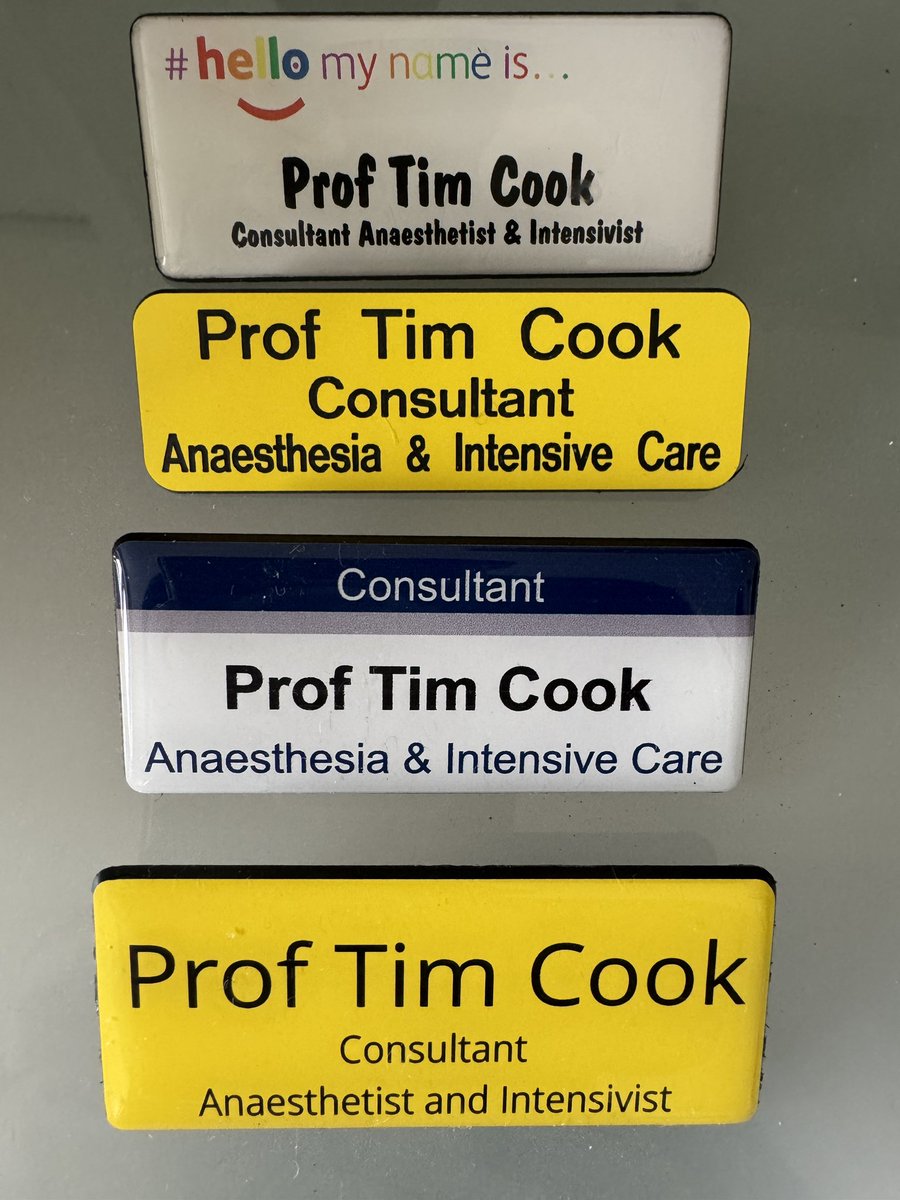 #hello my name is...
Prof Tim Cook
Consultant Anaesthetist & Intensivist
Prof Tim Cook
Consultant
Anaesthesia & Intensive Care
Consultant
Prof Tim Cook
Anaesthesia & Intensive Care
Prof Tim Cook
Consultant
Anaesthetist and Intensivist